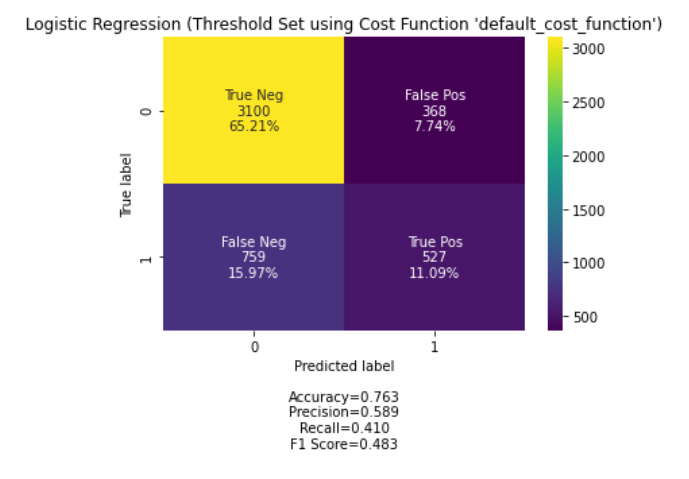 Logistic Regression (Threshold Set using Cost Function 'default_cost_function')
True Neg
3100
65.21%
False Pos
368
7.74%
False Neg
759
15.97%
True Pos
527
11.09%
0
1
True label
0
1
Predicted label
3000
2500
2000
1500
1000
500
Accuracy=0.763
Precision=0.589
Recall=0.410
F1 Score=0.483